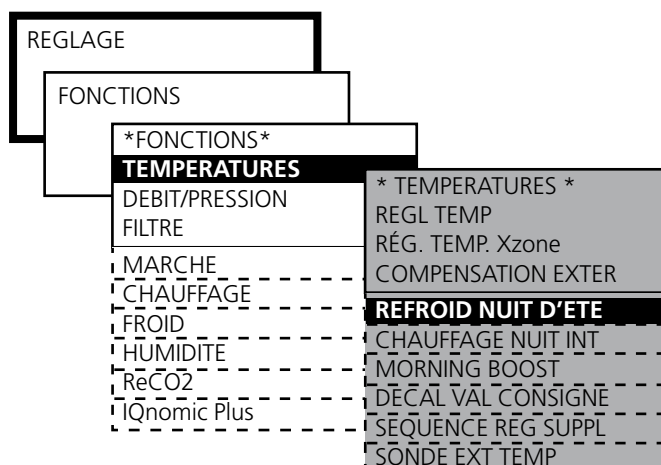 REGLAGE
FONCTIONS
*FONCTIONS*
TEMPERATURES
DEBIT/PRESSION
FILTRE
MARCHE
CHAUFFAGE
FROID
HUMIDITE
ReCO2
IQnomic Plus
* TEMPERATURES *
REGL TEMP
RÉG. TEMP. Xzone
COMPENSATION EXTER
REFROID NUIT D'ETE
CHAUFFAGE NUIT INT
MORNING BOOST
DECAL VAL CONSIGNE
SEQUENCE REG SUPPL
SONDE EXT TEMP